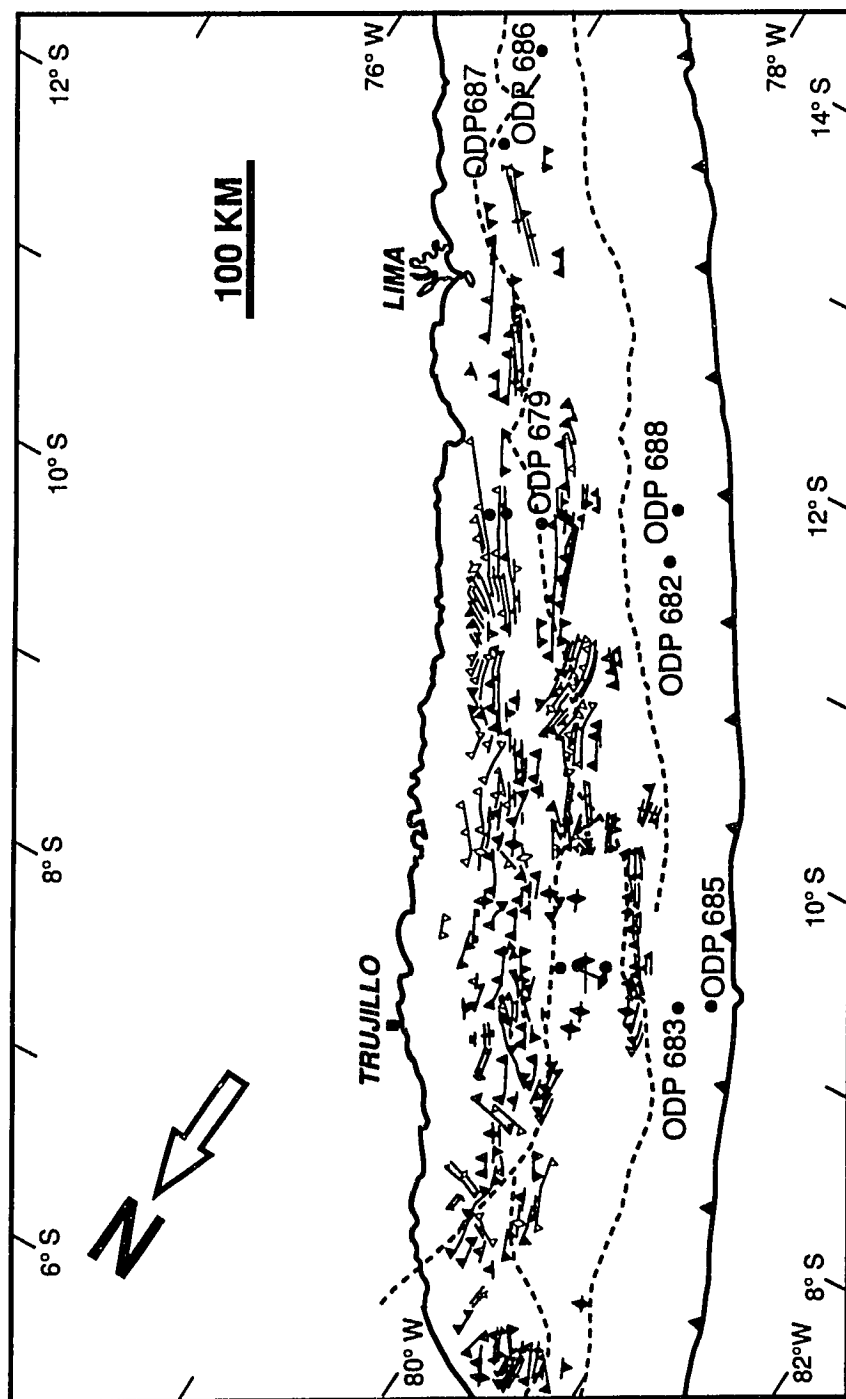 12° S
10° S
8° S
6° S
76° W
80° W
100 KM
N
LIMA
TRUJILLO
ODP687
ODP 686
ODP 679
ODP 688
ODP 682
ODP 685
ODP 683
78° W
14° S
12° S
10° S
8° S
82°W